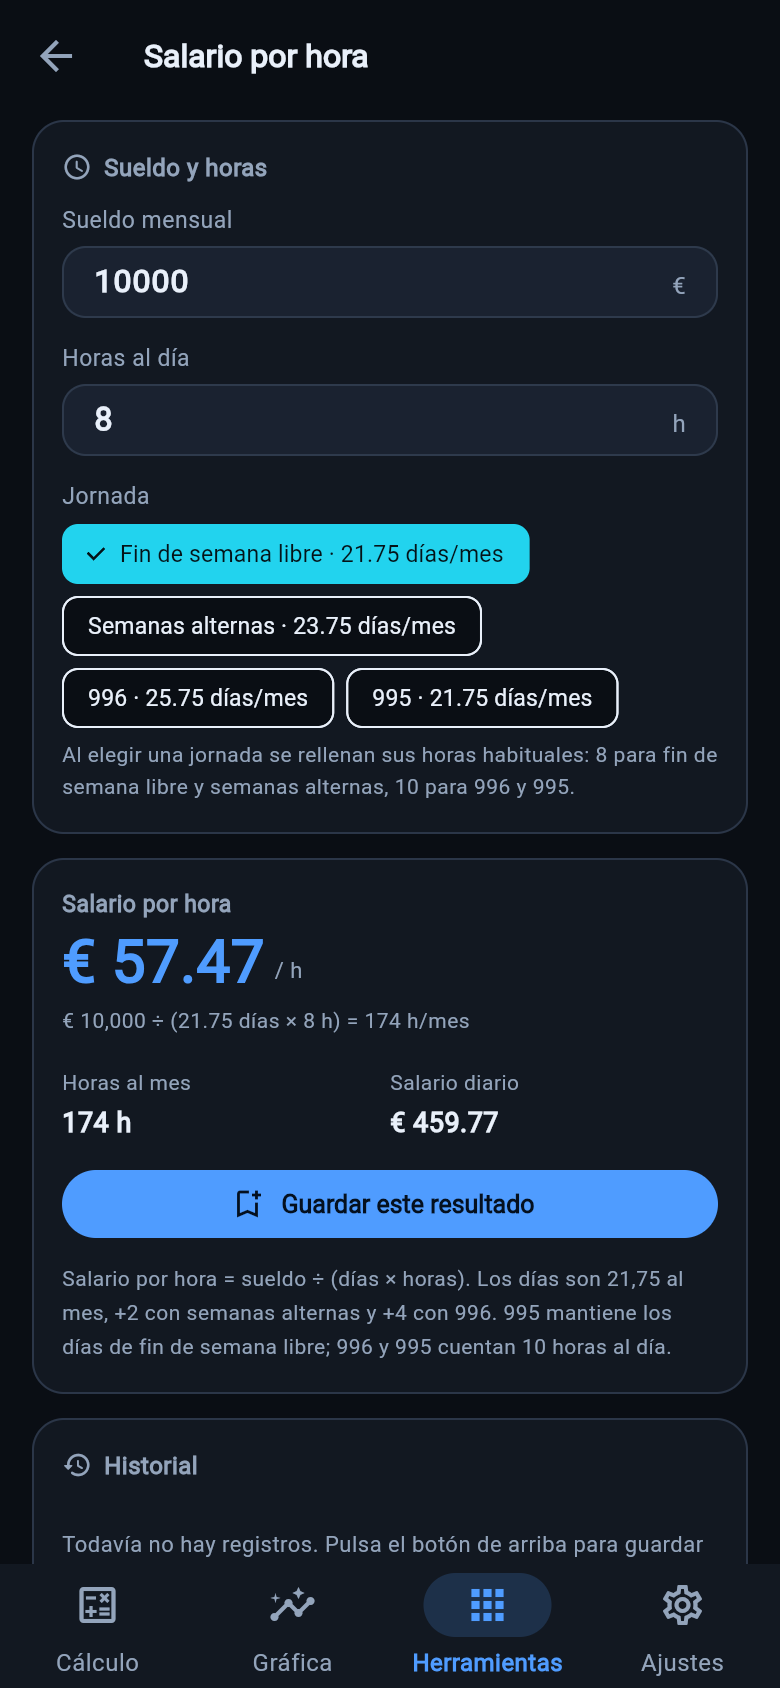 Salario por hora
Sueldo y horas
Sueldo mensual
10000 €
Horas al día
8 h
Jornada
Fin de semana libre · 21.75 días/mes
Semanas alternas · 23.75 días/mes
996 · 25.75 días/mes 995 · 21.75 días/mes
Al elegir una jornada se rellenan sus horas habituales: 8 para fin de
semana libre y semanas alternas, 10 para 996 y 995.
Salario por hora
€ 57.47 / h
€ 10,000 ÷ (21.75 días × 8 h) = 174 h/mes
Horas al mes Salario diario
174 h € 459.77
Guardar este resultado
Salario por hora = sueldo ÷ (días × horas). Los días son 21,75 al
mes, +2 con semanas alternas y +4 con 996. 995 mantiene los
días de fin de semana libre; 996 y 995 cuentan 10 horas al día.
Historial
Todavía no hay registros. Pulsa el botón de arriba para guardar
Cálculo Gráfica Herramientas Ajustes